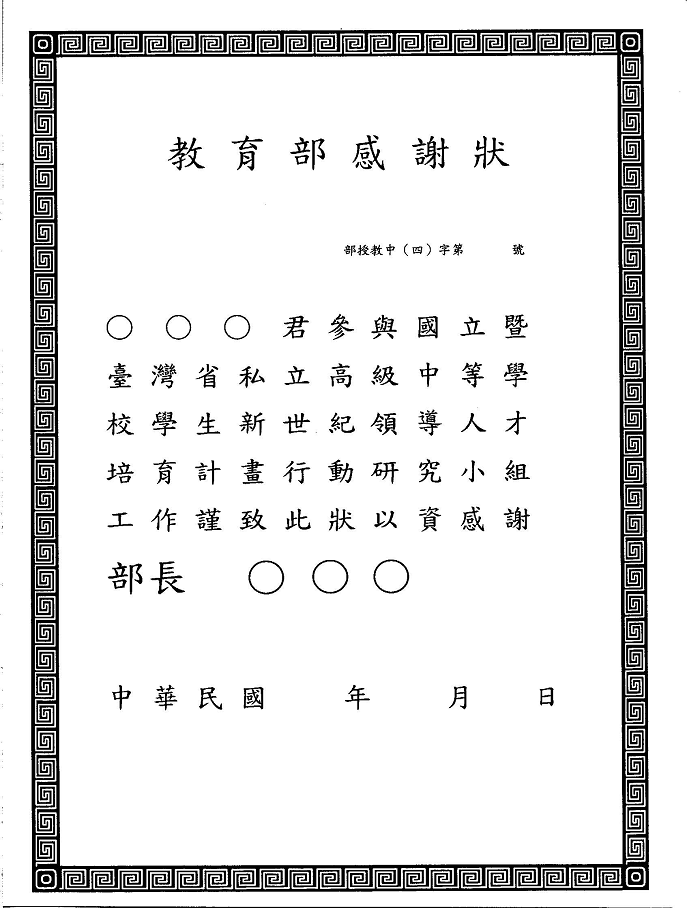 教育部感謝狀
部授教中（四）字第　　　號
○○○君參與國立暨
臺灣省私立高級中等學
校學生新世紀領導人才
培育計畫行動研究小組
工作謹致此狀以資感謝
部長　○○○
中華民國　　年　　月　　日